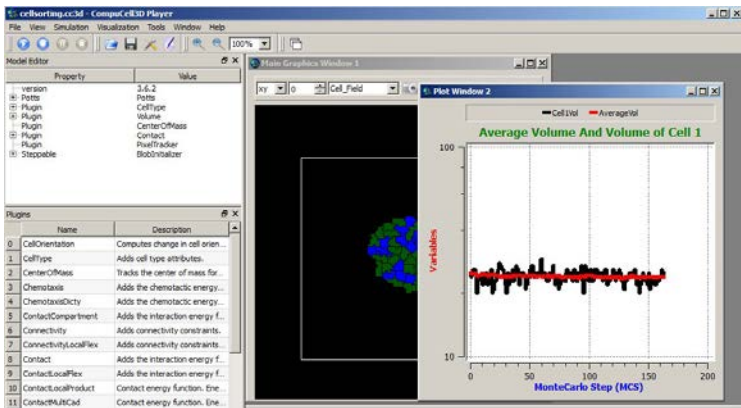 cellsorting.cc3d - CompuCell3D Player
File View Simulation Visualization Tools Window Help
100%
Model Editor
Property Value
version 3.6.2
Potts Potts
Plugin CellType
Plugin Volume
Plugin CenterOfMass
Plugin Contact
Plugin PixelTracker
Steppable BlobInitializer
Plugins
Name Description
0 CellOrientation Computes change in cell orien...
1 CellType Adds cell type attributes.
2 CenterOfMass Tracks the center of mass for...
3 Chemotaxis Adds the chemotactic energy...
4 ChemotaxisDicty Adds the chemotactic energy...
5 ContactCompartment Adds the interaction energy f...
6 Connectivity Adds connectivity constraints.
7 ConnectivityLocalFlex Adds connectivity constraints...
8 Contact Adds the interaction energy f...
9 ContactLocalFlex Adds the interaction energy f...
10 ContactLocalProduct Contact energy function. Ene...
11 ContactMultiCad Contact energy function. Ene...
Main Graphics Window 1
xy 0 Cell_Field
Plot Window 2
Cell1Vol AverageVol
Average Volume And Volume of Cell 1
100
Variables
10
0 50 100 150 200
MonteCarlo Step (MCS)